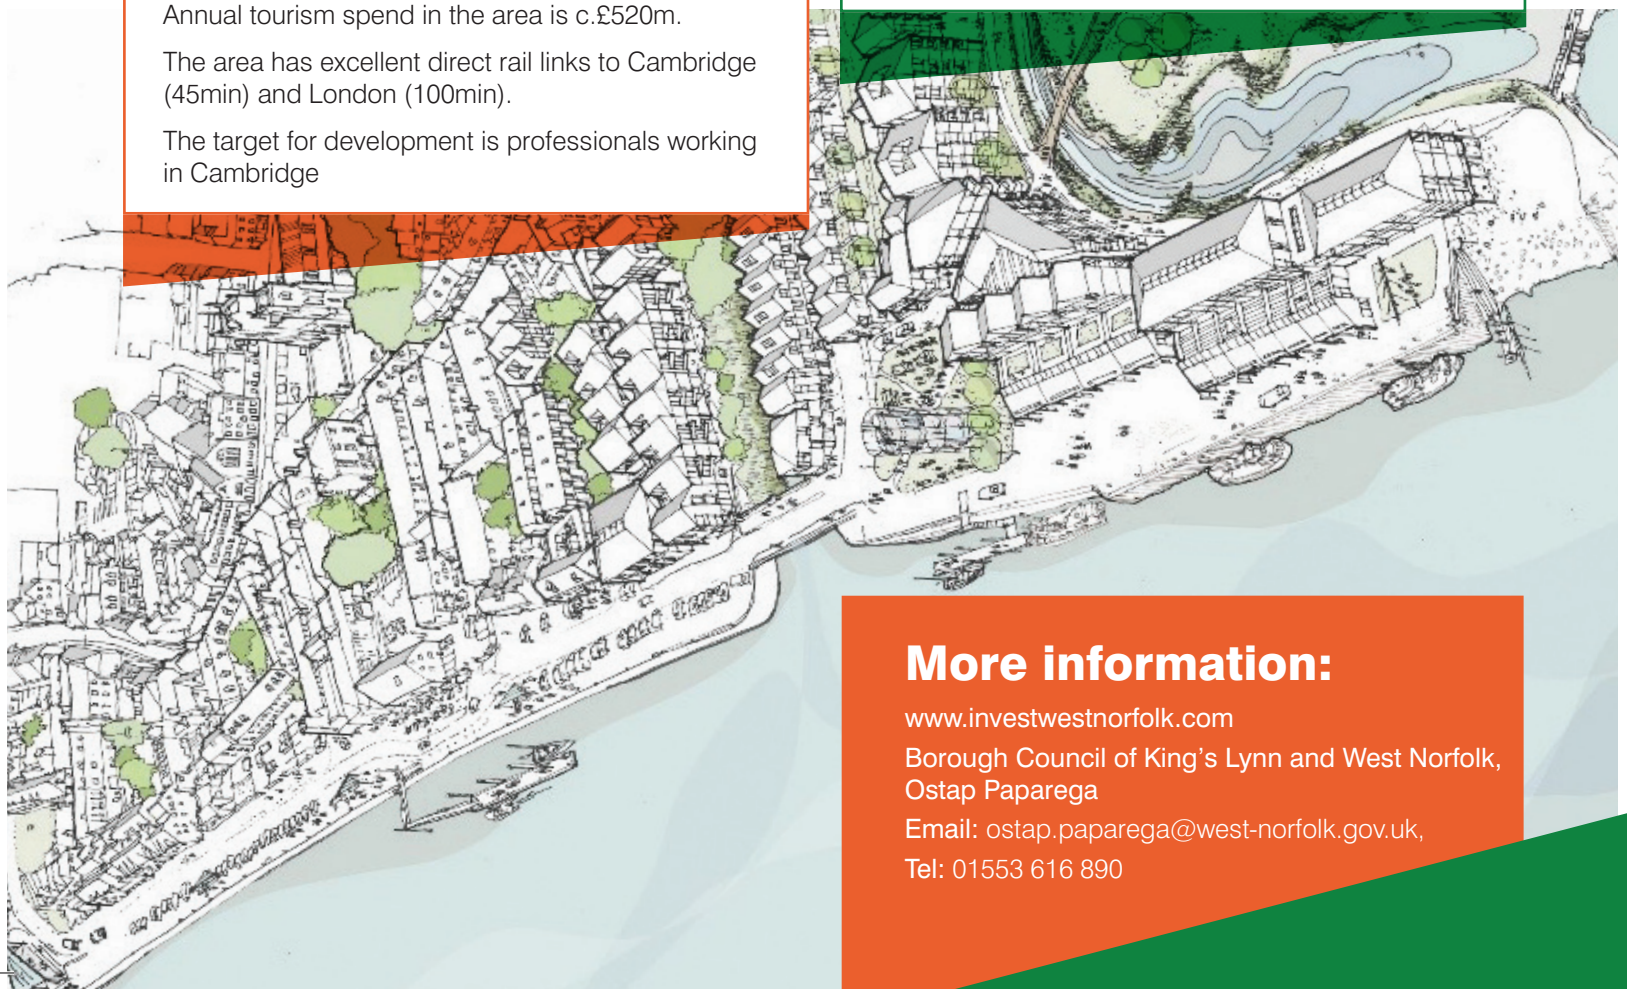 Annual tourism spend in the area is c.£520m.
The area has excellent direct rail links to Cambridge
(45min) and London (100min).
The target for development is professionals working
in Cambridge
More information:
www.investwestnorfolk.com
Borough Council of King’s Lynn and West Norfolk,
Ostap Paparega
Email: ostap.paparega@west-norfolk.gov.uk,
Tel: 01553 616 890